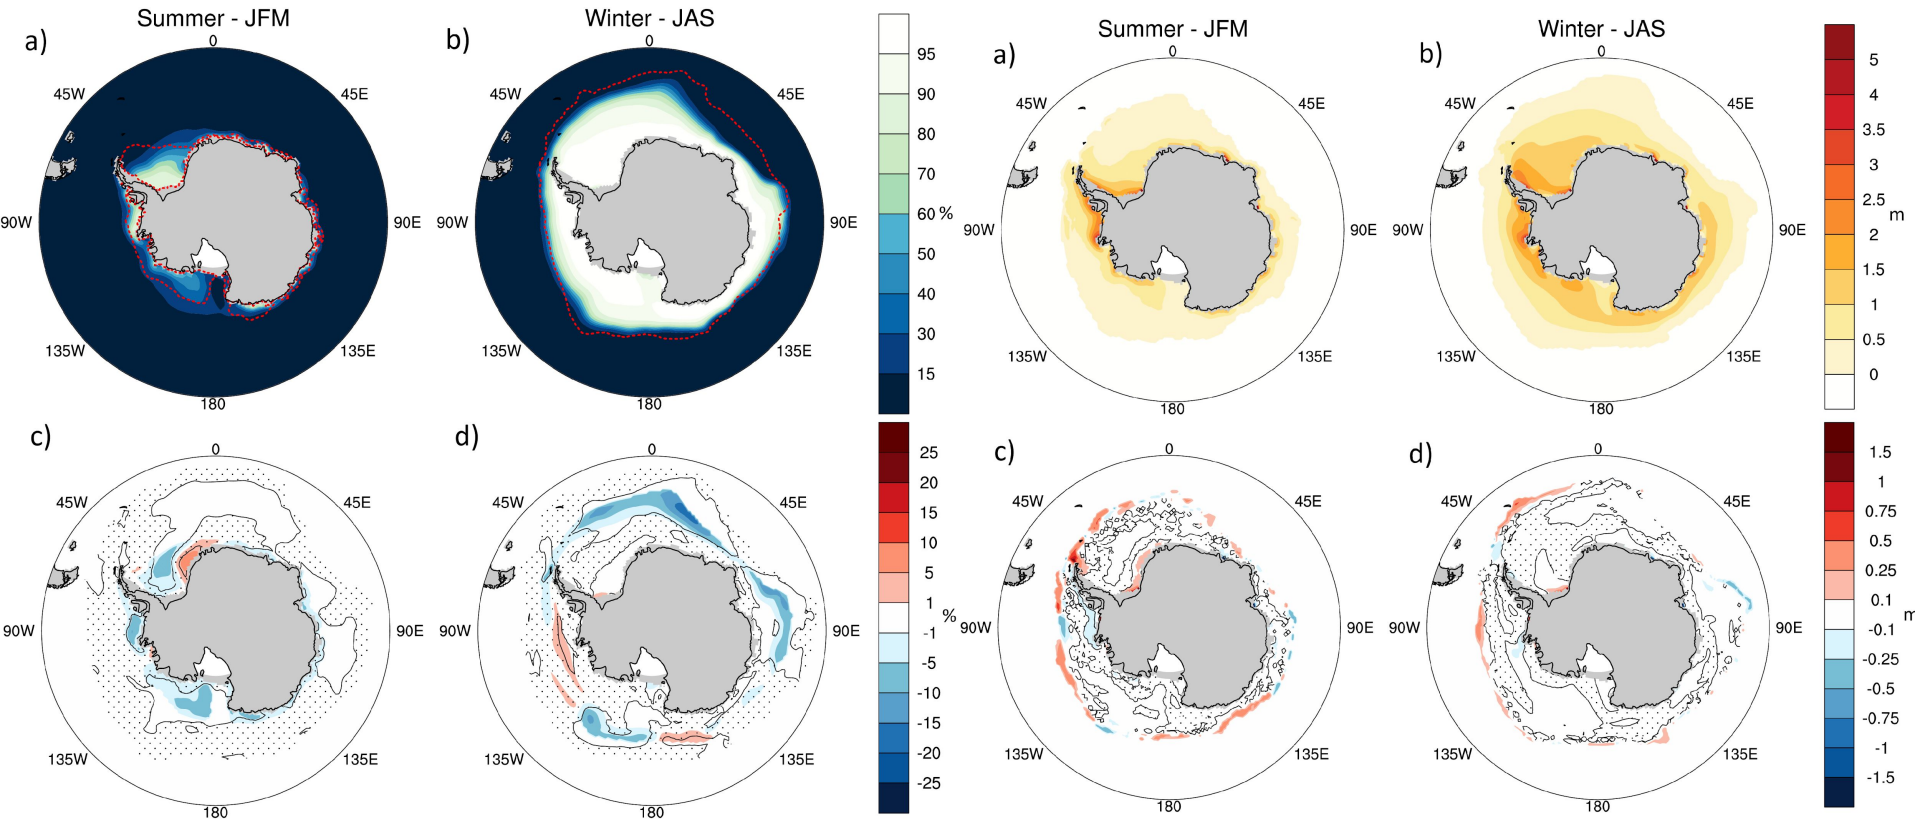 Summer - JFM
a)
0
45W
45E
90W
90E
135W
135E
180
Winter - JAS
b)
0
45W
45E
90W
90E
135W
135E
180
95
90
80
70
60
50
40
30
15
%
Summer - JFM
a)
0
45W
45E
90W
90E
135W
135E
180
Winter - JAS
b)
0
45W
45E
90W
90E
135W
135E
180
5
4
3.5
3
2.5
2
1.5
1
0.5
0
m
c)
0
45W
45E
90W
90E
135W
135E
180
d)
0
45W
45E
90W
90E
135W
135E
180
25
20
15
10
5
1
-1
-5
-10
-15
-20
-25
%
c)
0
45W
45E
90W
90E
135W
135E
180
d)
0
45W
45E
90W
90E
135W
135E
180
1.5
1
0.75
0.5
0.25
0.1
-0.1
-0.25
-0.5
-0.75
-1
-1.5
m